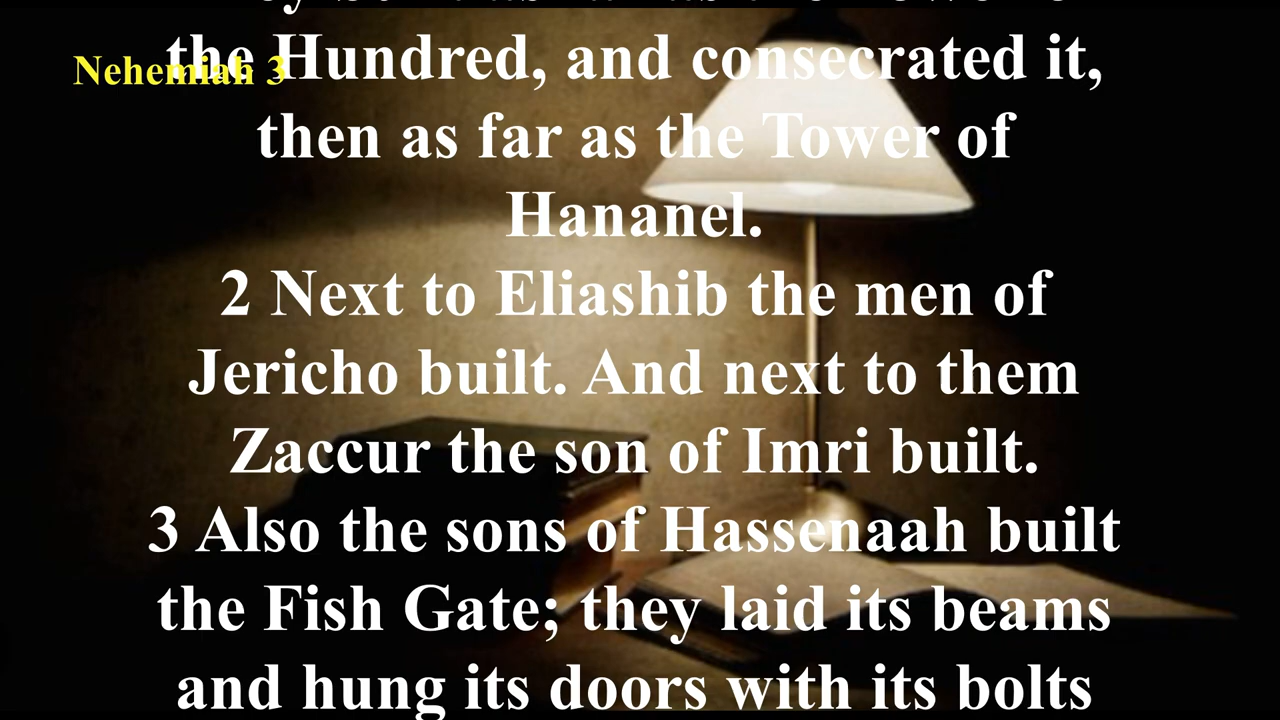 the Hundred, and consecrated it,
Nehemiah 3
then as far as the Tower of
Hananel.
2 Next to Eliashib the men of
Jericho built. And next to them
Zaccur the son of Imri built.
3 Also the sons of Hassenaah built
the Fish Gate; they laid its beams
and hung its doors with its bolts